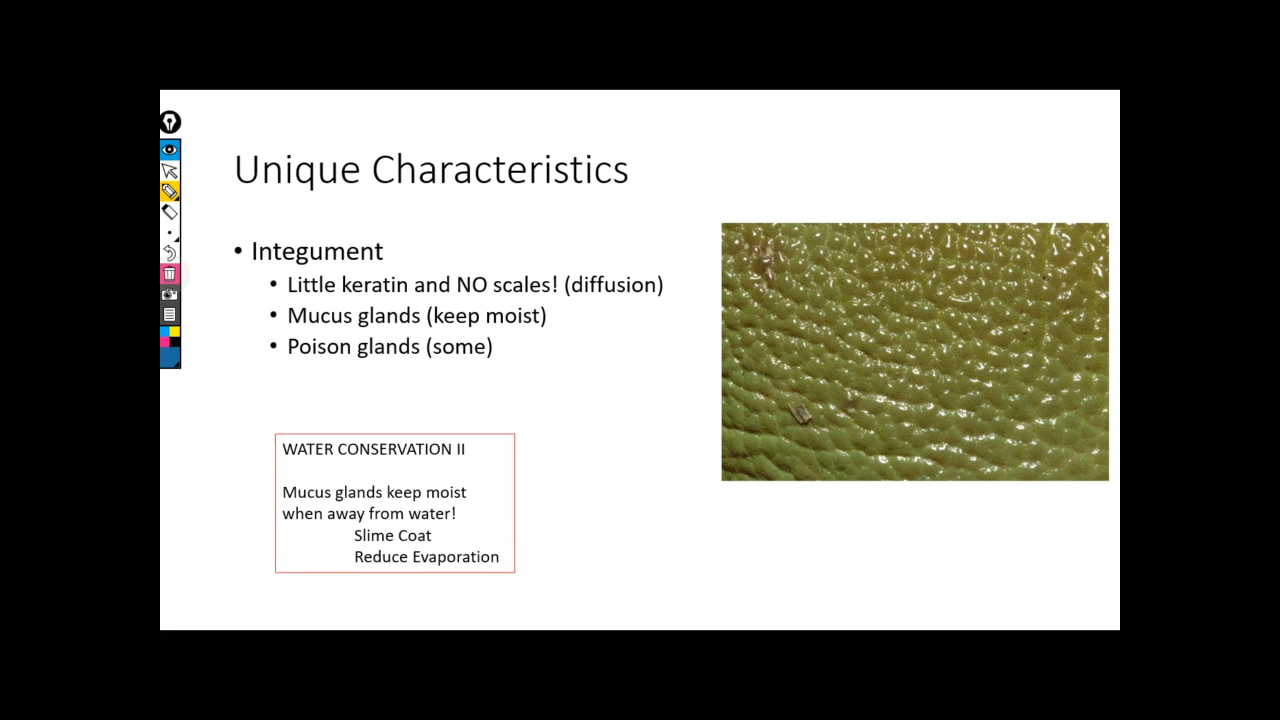 Unique Characteristics
• Integument
• Little keratin and NO scales! (diffusion)
• Mucus glands (keep moist)
• Poison glands (some)
WATER CONSERVATION II
Mucus glands keep moist
when away from water!
Slime Coat
Reduce Evaporation